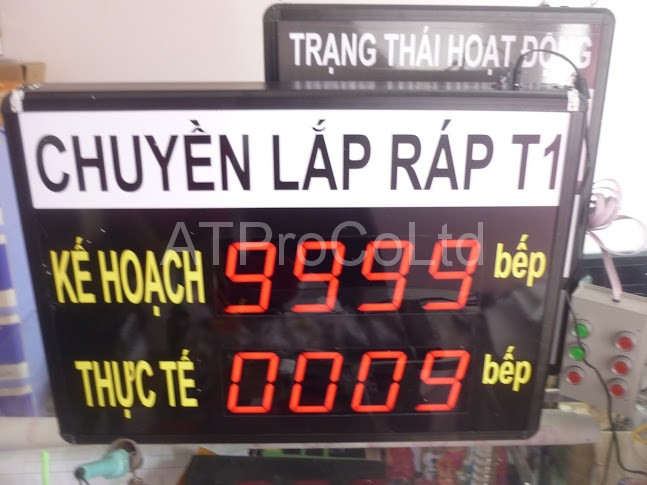 TRẠNG THÁI HOẠT ĐỘNG
CHUYỀN LẮP RÁP T1
KẾ HOẠCH 9999 bếp
THỰC TẾ 0009 bếp
ATProCoLtd